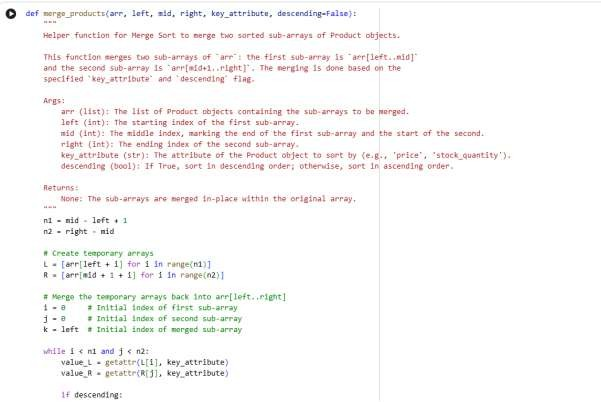 def merge_products(arr, left, mid, right, key_attribute, descending=False):
"""
Helper function for Merge Sort to merge two sorted sub-arrays of Product objects.
This function merges two sub-arrays of `arr`: the first sub-array is `arr[left..mid]`
and the second sub-array is `arr[mid+1..right]`. The merging is done based on the
specified `key_attribute` and `descending` flag.
Args:
arr (list): The list of Product objects containing the sub-arrays to be merged.
left (int): The starting index of the first sub-array.
mid (int): The middle index, marking the end of the first sub-array and the start of the second.
right (int): The ending index of the second sub-array.
key_attribute (str): The attribute of the Product object to sort by (e.g., 'price', 'stock_quantity').
descending (bool): If True, sort in descending order; otherwise, sort in ascending order.
Returns:
None: The sub-arrays are merged in-place within the original array.
"""
n1 = mid - left + 1
n2 = right - mid
# Create temporary arrays
L = [arr[left + i] for i in range(n1)]
R = [arr[mid + 1 + i] for i in range(n2)]
# Merge the temporary arrays back into arr[left..right]
i = 0     # Initial index of first sub-array
j = 0     # Initial index of second sub-array
k = left  # Initial index of merged sub-array
while i < n1 and j < n2:
value_L = getattr(L[i], key_attribute)
value_R = getattr(R[j], key_attribute)
if descending: